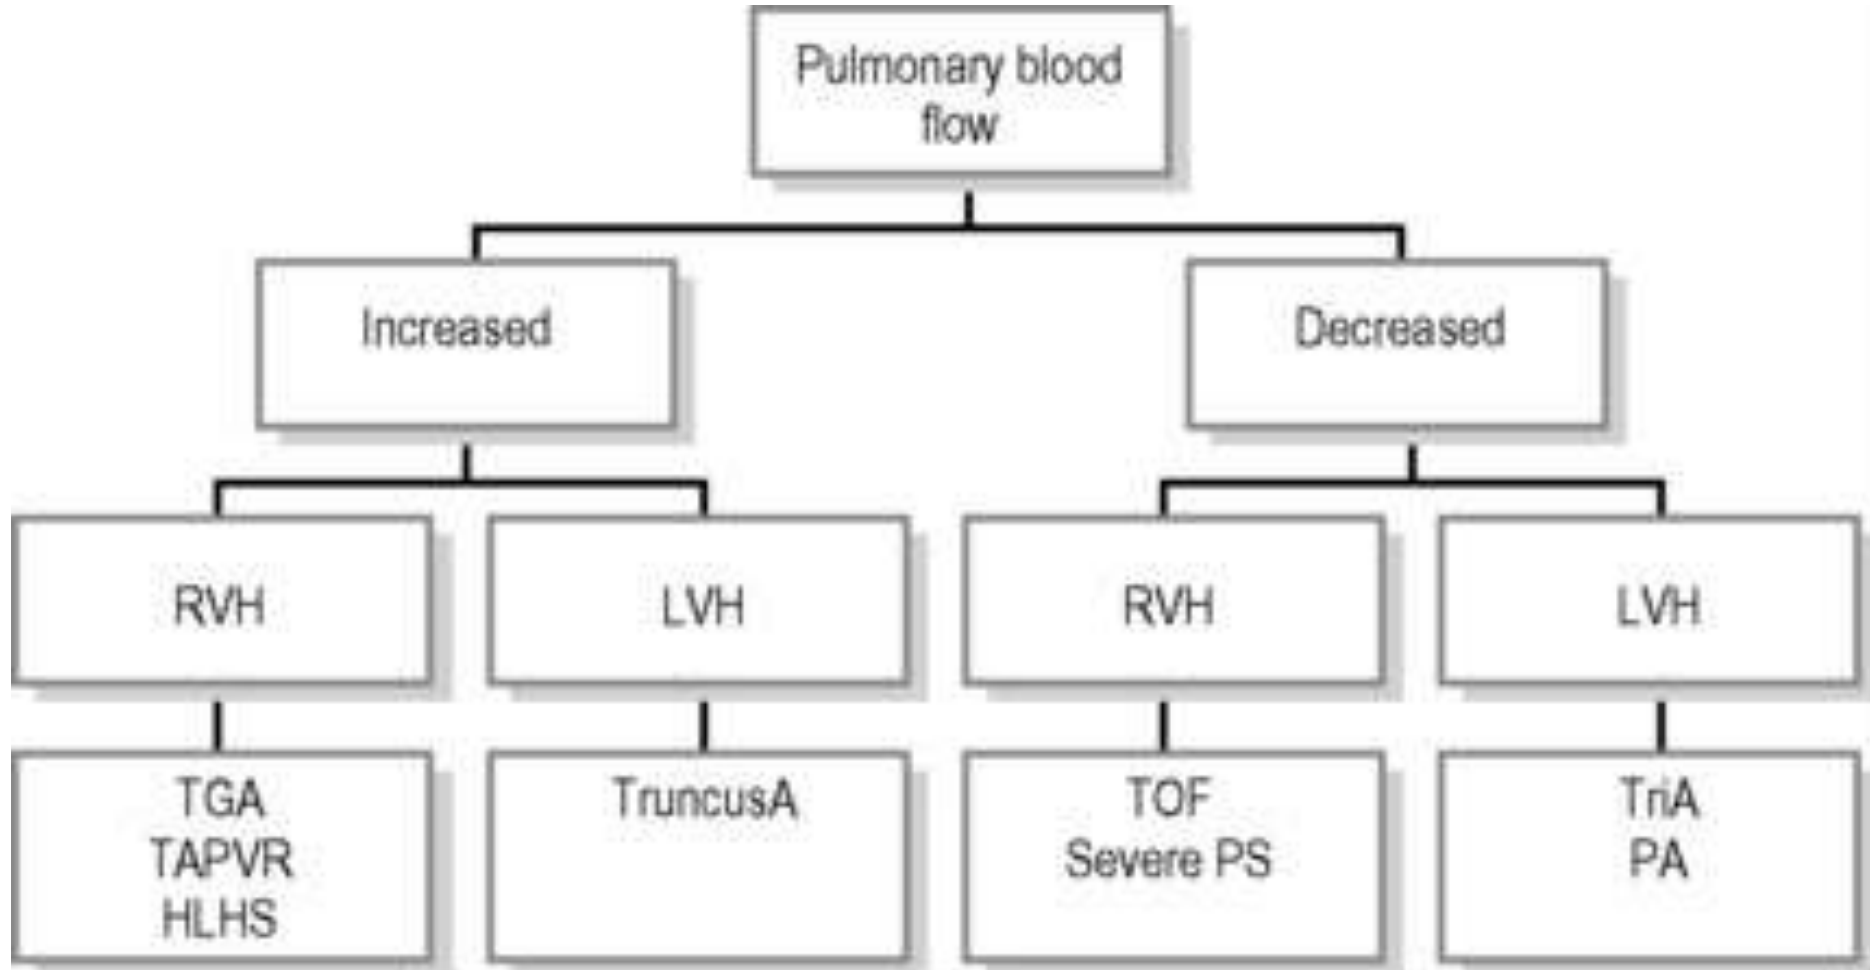 Pulmonary blood
flow
Increased
Decreased
RVH
LVH
RVH
LVH
TGA
TAPVR
HLHS
TruncusA
TOF
Severe PS
TriA
PA